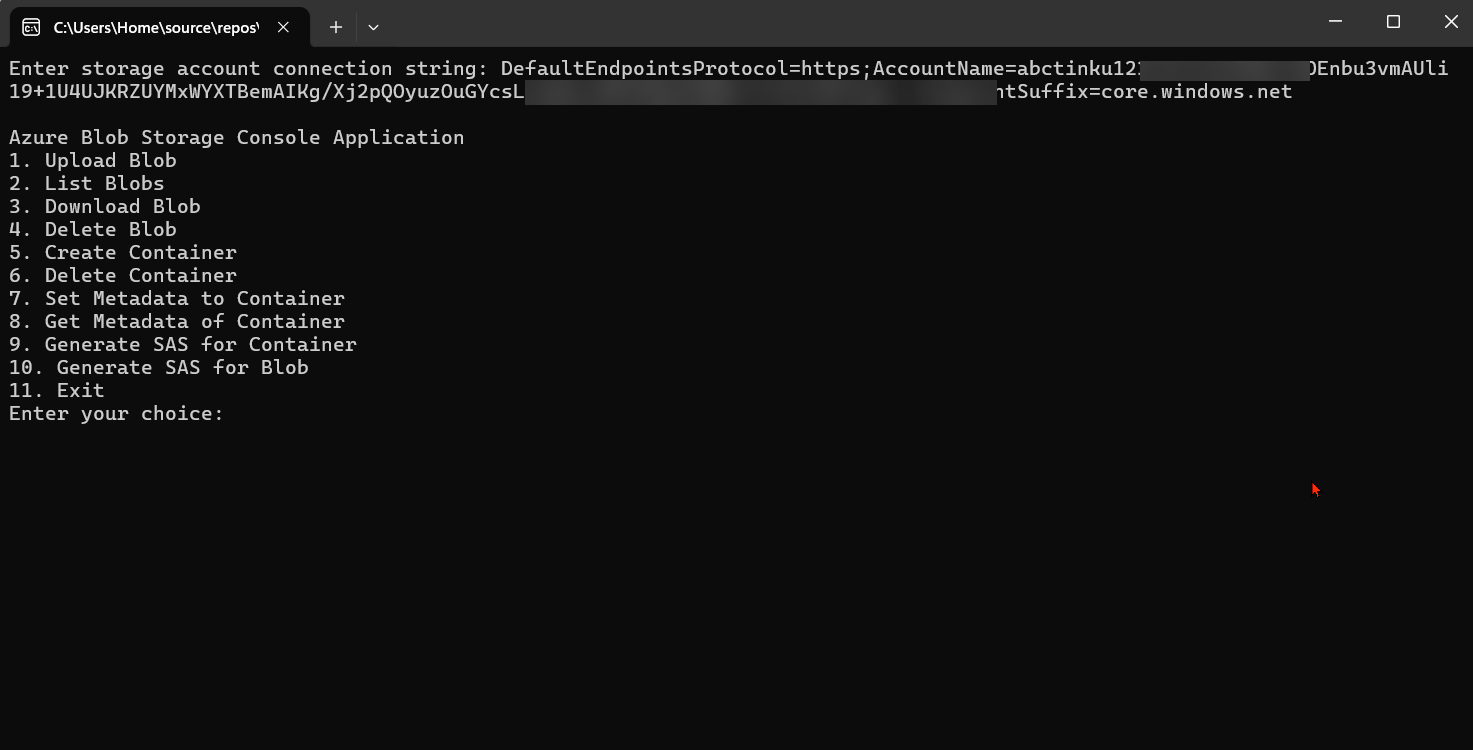 C:\Users\Home\source\repos\
Enter storage account connection string: DefaultEndpointsProtocol=https;AccountName=abctinku12 Enbu3vmAUli
19+1U4UJKRZUYMxWYXTBemAIKg/Xj2pQOyuzOuGYcsL ntSuffix=core.windows.net
Azure Blob Storage Console Application
1. Upload Blob
2. List Blobs
3. Download Blob
4. Delete Blob
5. Create Container
6. Delete Container
7. Set Metadata to Container
8. Get Metadata of Container
9. Generate SAS for Container
10. Generate SAS for Blob
11. Exit
Enter your choice: